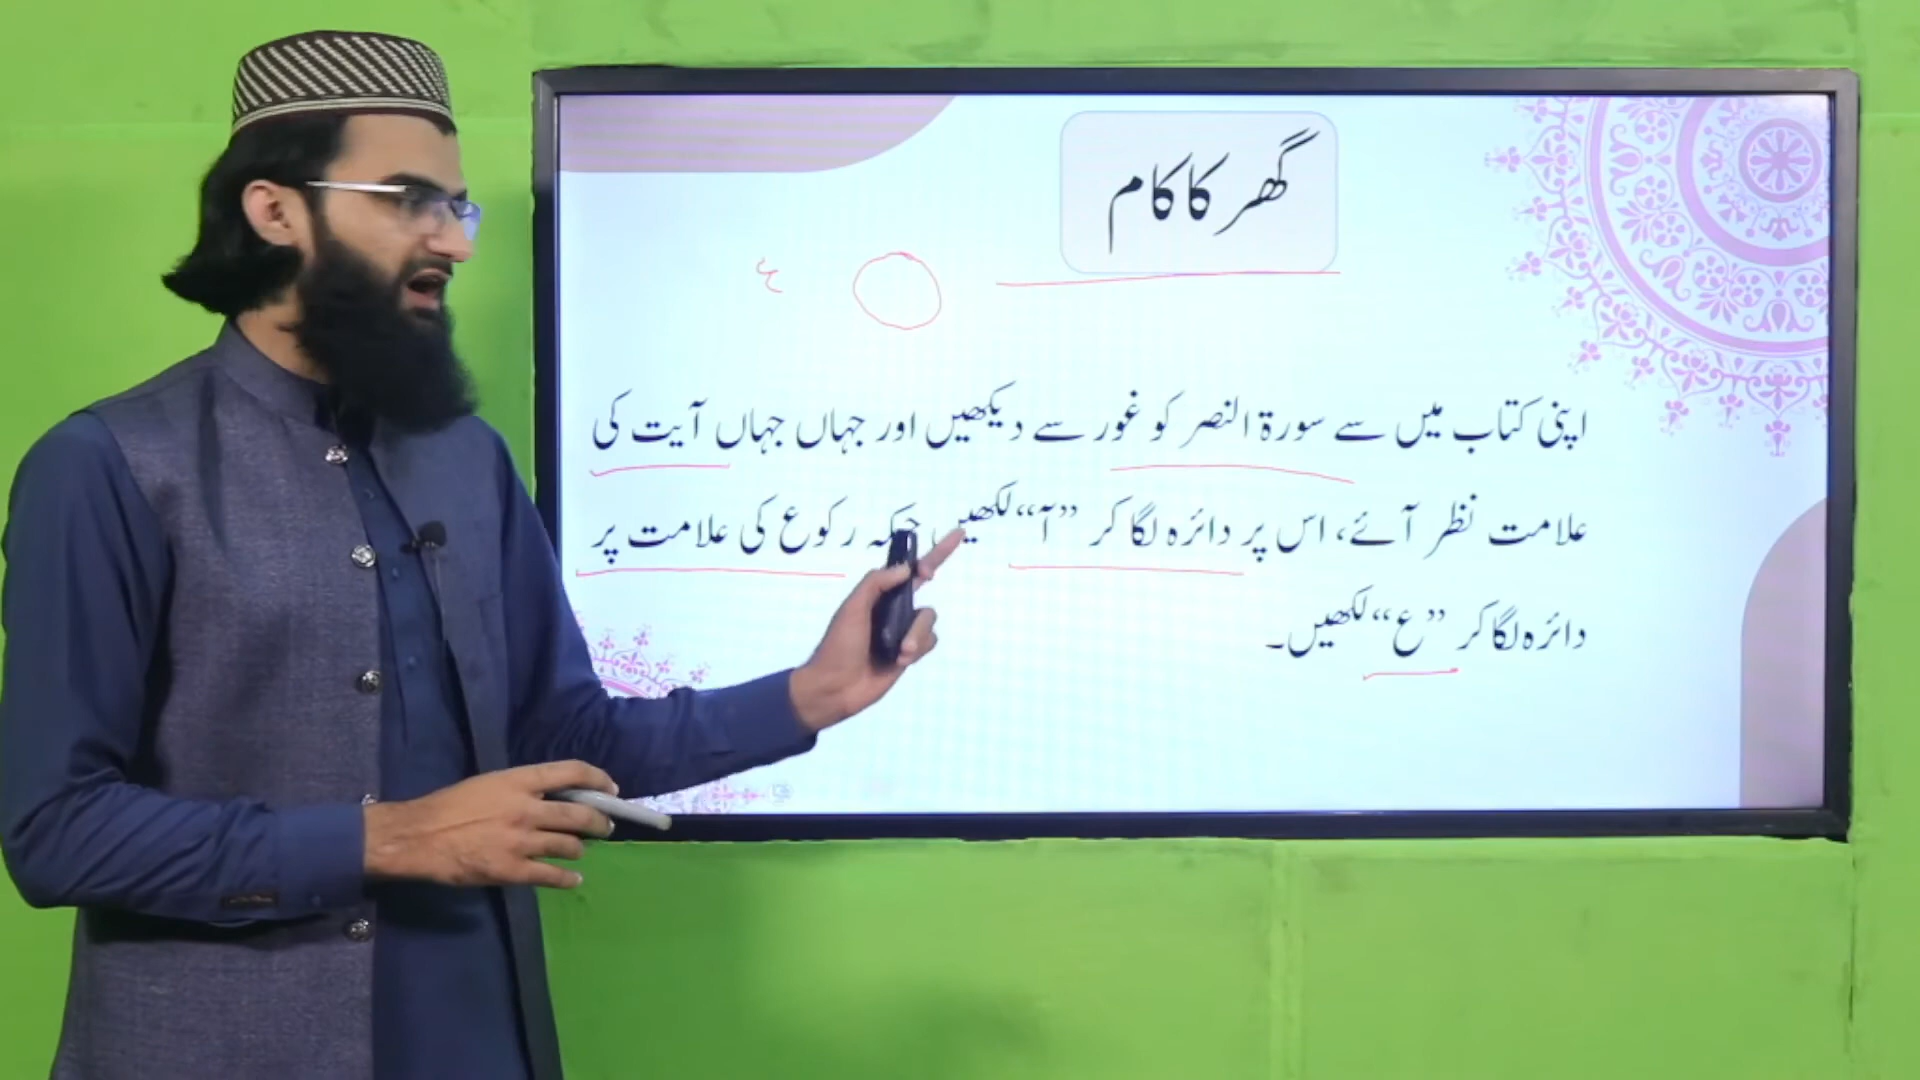 گھر کا کام
ع
اپنی کتاب میں سے سورۃ النصر کو غور سے دیکھیں اور جہاں جہاں آیت کی
علامت نظر آئے، اس پر دائرہ لگا کر ”آ“ لکھیں جبکہ رکوع کی علامت پر
دائرہ لگا کر ”ع“ لکھیں۔